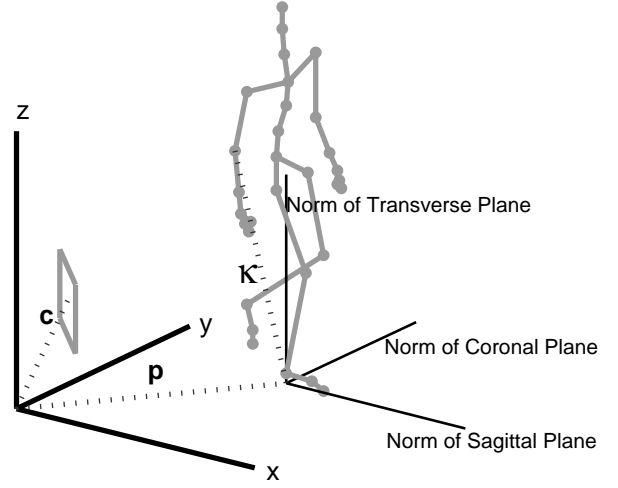 z
Norm of Transverse Plane
κ
c
y
Norm of Coronal Plane
p
Norm of Sagittal Plane
x